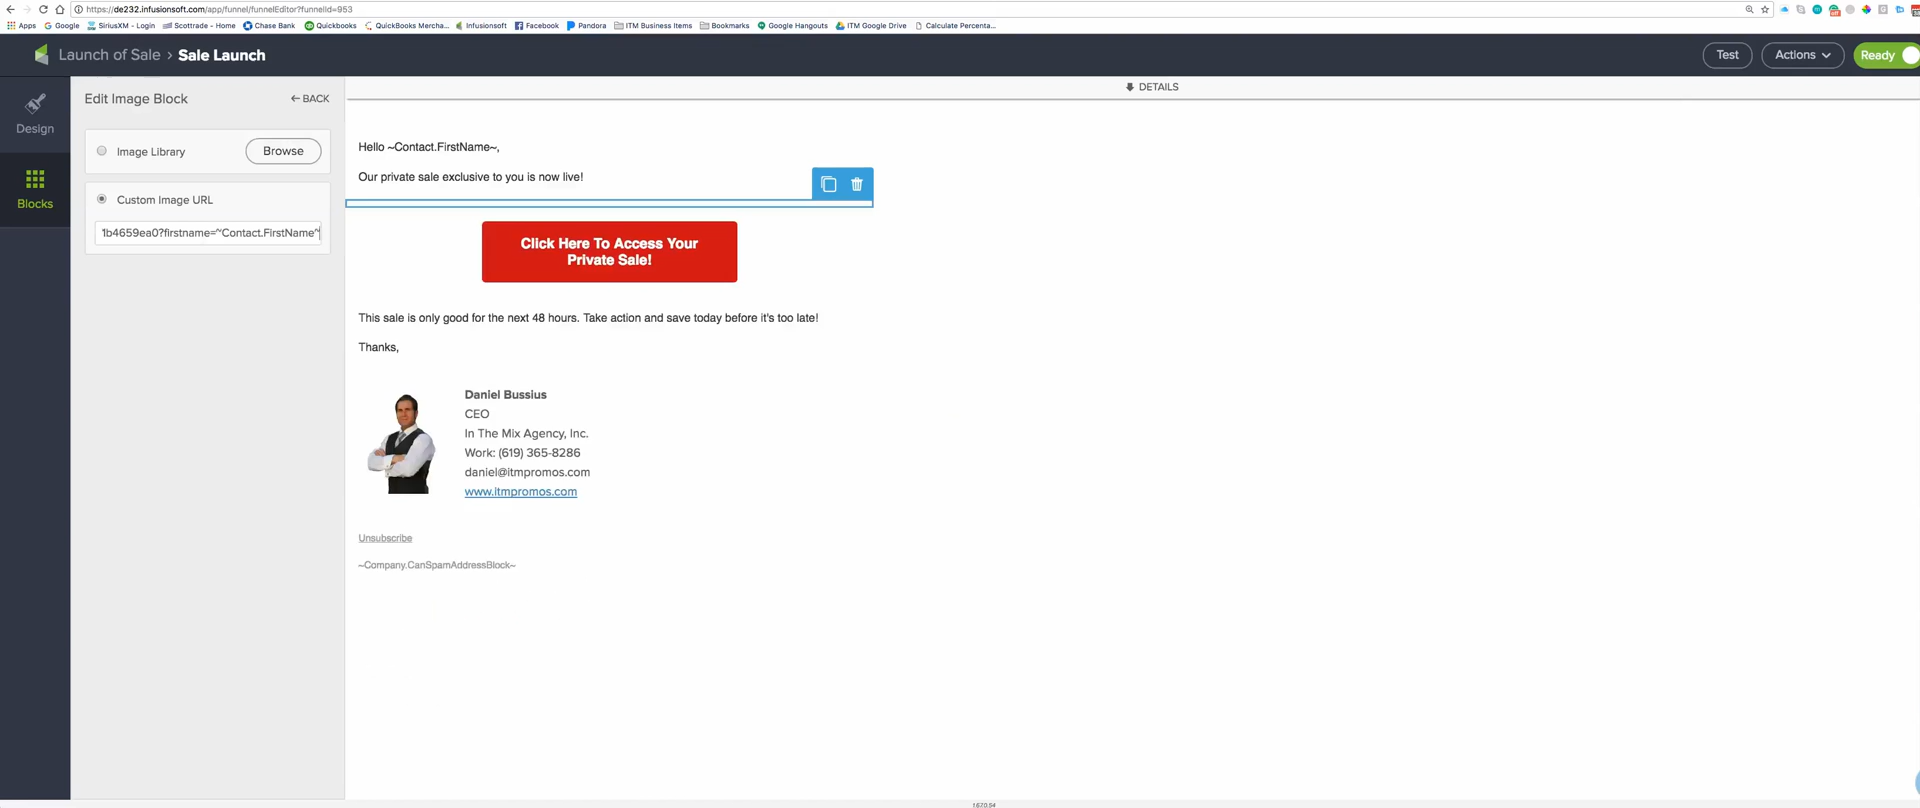 https://de232.infusionsoft.com/app/funnel/funnelEditor?funnelId=953
Apps Google SiriusXM - Login Scottrade - Home Chase Bank Quickbooks QuickBooks Mercha... Infusionsoft Facebook Pandora ITM Business Items Bookmarks Google Hangouts ITM Google Drive Calculate Percenta...
Launch of Sale > Sale Launch
Test
Actions
Ready
Design
Blocks
Edit Image Block
BACK
Image Library
Browse
Custom Image URL
1b4659ea0?firstname=~Contact.FirstName~
DETAILS
Hello ~Contact.FirstName~,
Our private sale exclusive to you is now live!
Click Here To Access Your
Private Sale!
This sale is only good for the next 48 hours. Take action and save today before it's too late!
Thanks,
Daniel Bussius
CEO
In The Mix Agency, Inc.
Work: (619) 365-8286
daniel@itmpromos.com
www.itmpromos.com
Unsubscribe
~Company.CanSpamAddressBlock~